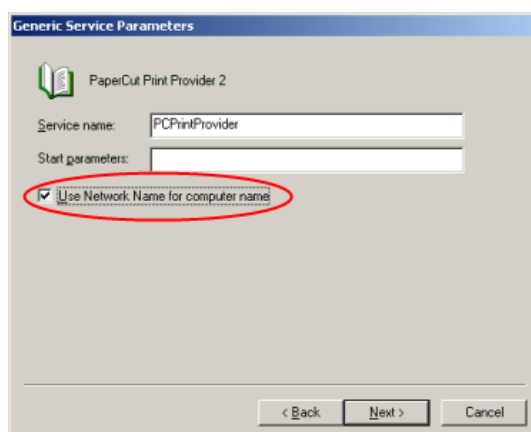 Generic Service Parameters
PaperCut Print Provider 2
Service name: PCPrintProvider
Start parameters:
Use Network Name for computer name
< Back Next > Cancel